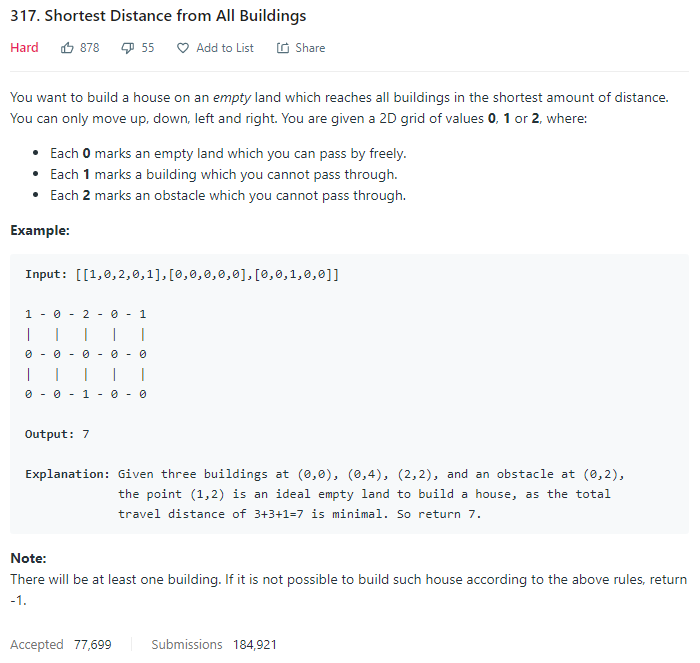 317. Shortest Distance from All Buildings
Hard 878 55 Add to List Share
You want to build a house on an empty land which reaches all buildings in the shortest amount of distance.
You can only move up, down, left and right. You are given a 2D grid of values 0, 1 or 2, where:
• Each 0 marks an empty land which you can pass by freely.
• Each 1 marks a building which you cannot pass through.
• Each 2 marks an obstacle which you cannot pass through.
Example:
Input: [[1,0,2,0,1],[0,0,0,0,0],[0,0,1,0,0]]
1 - 0 - 2 - 0 - 1
|   |   |   |   |
0 - 0 - 0 - 0 - 0
|   |   |   |   |
0 - 0 - 1 - 0 - 0
Output: 7
Explanation: Given three buildings at (0,0), (0,4), (2,2), and an obstacle at (0,2),
the point (1,2) is an ideal empty land to build a house, as the total
travel distance of 3+3+1=7 is minimal. So return 7.
Note:
There will be at least one building. If it is not possible to build such house according to the above rules, return
-1.
Accepted 77,699 Submissions 184,921